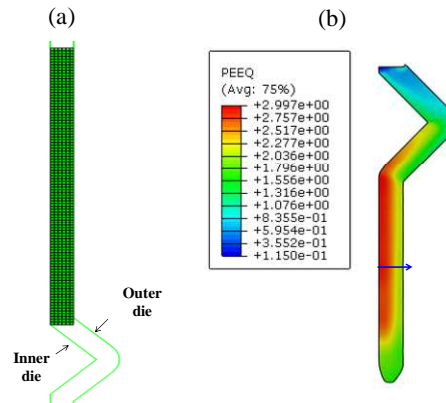 (a)
Outer
die
Inner
die
(b)
PEEQ
(Avg: 75%)
+2.997e+00
+2.757e+00
+2.517e+00
+2.277e+00
+2.036e+00
+1.796e+00
+1.556e+00
+1.316e+00
+1.076e+00
+8.355e-01
+5.954e-01
+3.552e-01
+1.150e-01